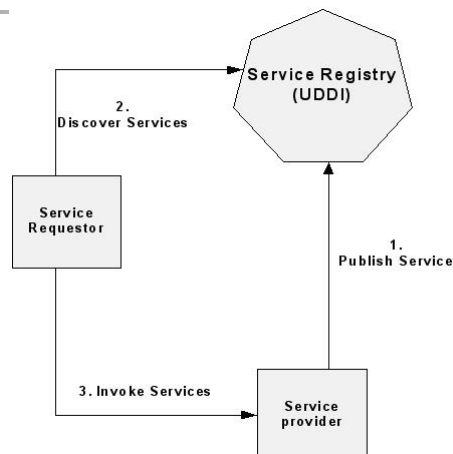 Service Registry
(UDDI)
2.
Discover Services
Service
Requestor
1.
Publish Service
3. Invoke Services
Service
provider